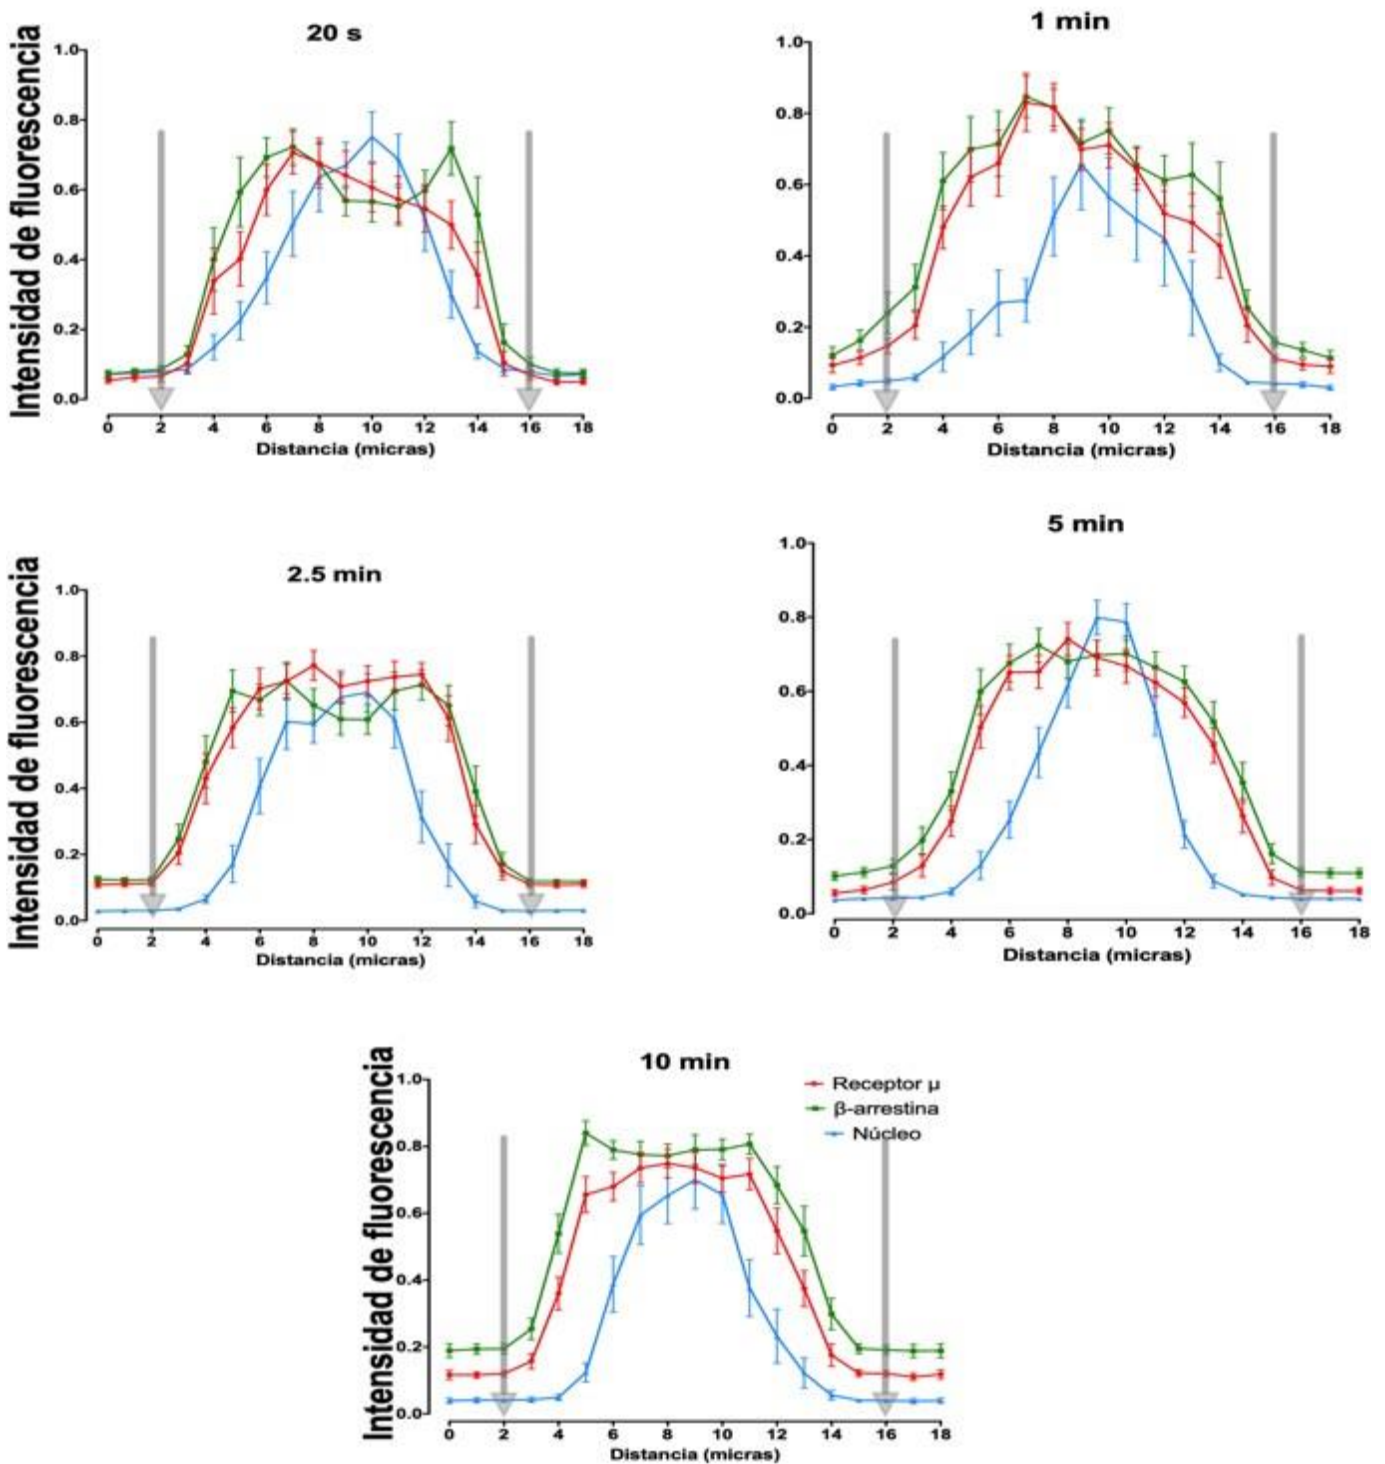 20 s
Intensidad de fluorescencia
1.0
0.8
0.6
0.4
0.2
0.0
0 2 4 6 8 10 12 14 16 18
Distancia (micras)
1 min
1.0
0.8
0.6
0.4
0.2
0.0
0 2 4 6 8 10 12 14 16 18
Distancia (micras)
2.5 min
Intensidad de fluorescencia
1.0
0.8
0.6
0.4
0.2
0.0
0 2 4 6 8 10 12 14 16 18
Distancia (micras)
5 min
1.0
0.8
0.6
0.4
0.2
0.0
0 2 4 6 8 10 12 14 16 18
Distancia (micras)
10 min
Intensidad de fluorescencia
1.0
0.8
0.6
0.4
0.2
0.0
0 2 4 6 8 10 12 14 16 18
Distancia (micras)
Receptor μ
β-arrestina
Núcleo